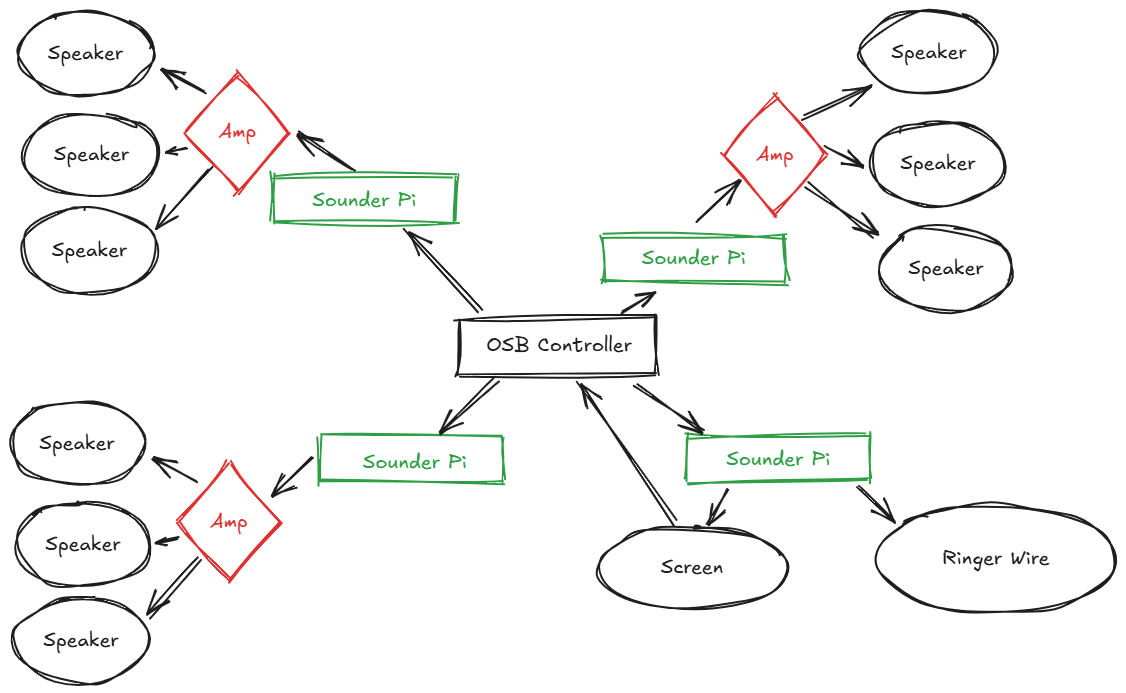 Speaker
Speaker
Amp
Speaker
Amp
Speaker
Speaker
Sounder Pi
Speaker
Sounder Pi
Speaker
OSB Controller
Speaker
Sounder Pi
Sounder Pi
Amp
Speaker
Screen
Ringer Wire
Speaker